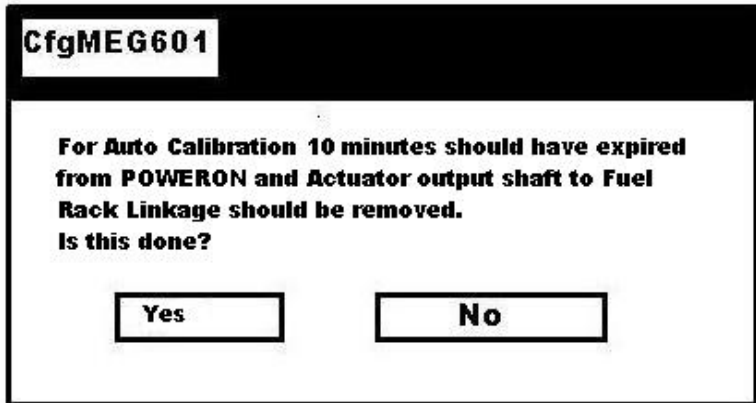 CfgMEG601
For Auto Calibration 10 minutes should have expired
from POWERON and Actuator output shaft to Fuel
Rack Linkage should be removed.
Is this done?
Yes No